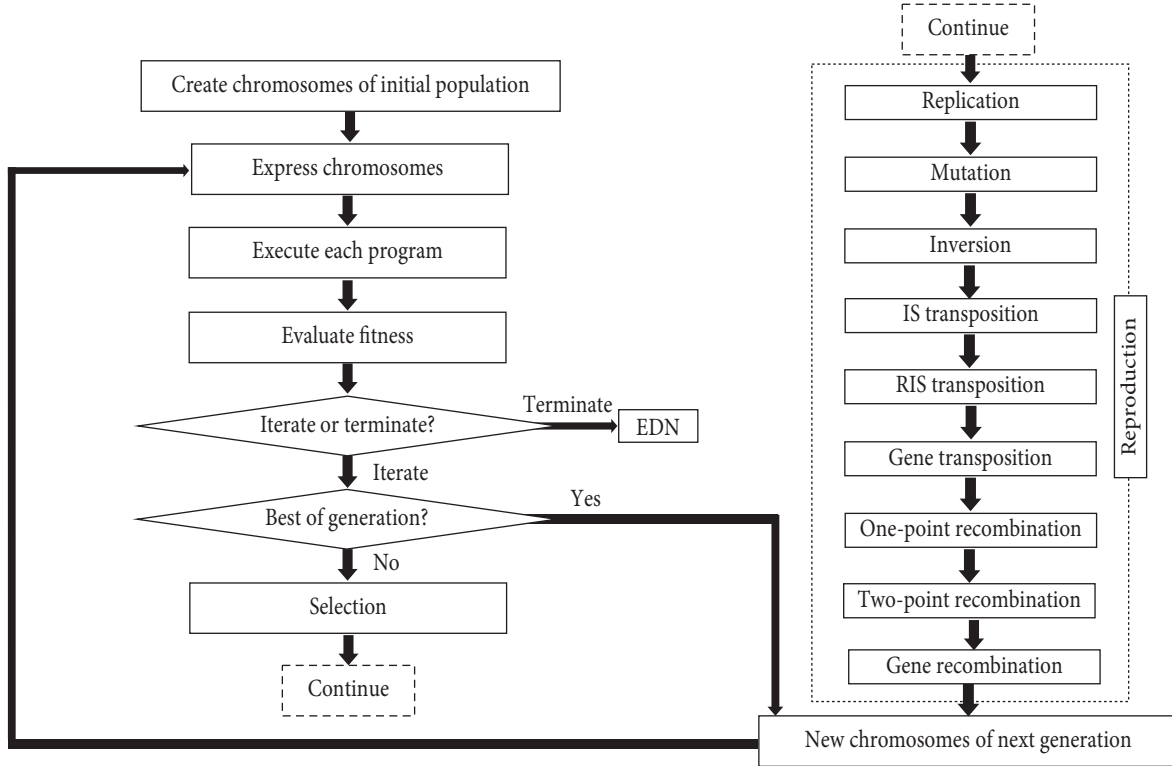 Create chromosomes of initial population
Express chromosomes
Execute each program
Evaluate fitness
Iterate or terminate?
Terminate
EDN
Iterate
Best of generation?
Yes
No
Selection
Continue
Continue
Replication
Mutation
Inversion
IS transposition
RIS transposition
Gene transposition
One-point recombination
Two-point recombination
Gene recombination
Reproduction
New chromosomes of next generation